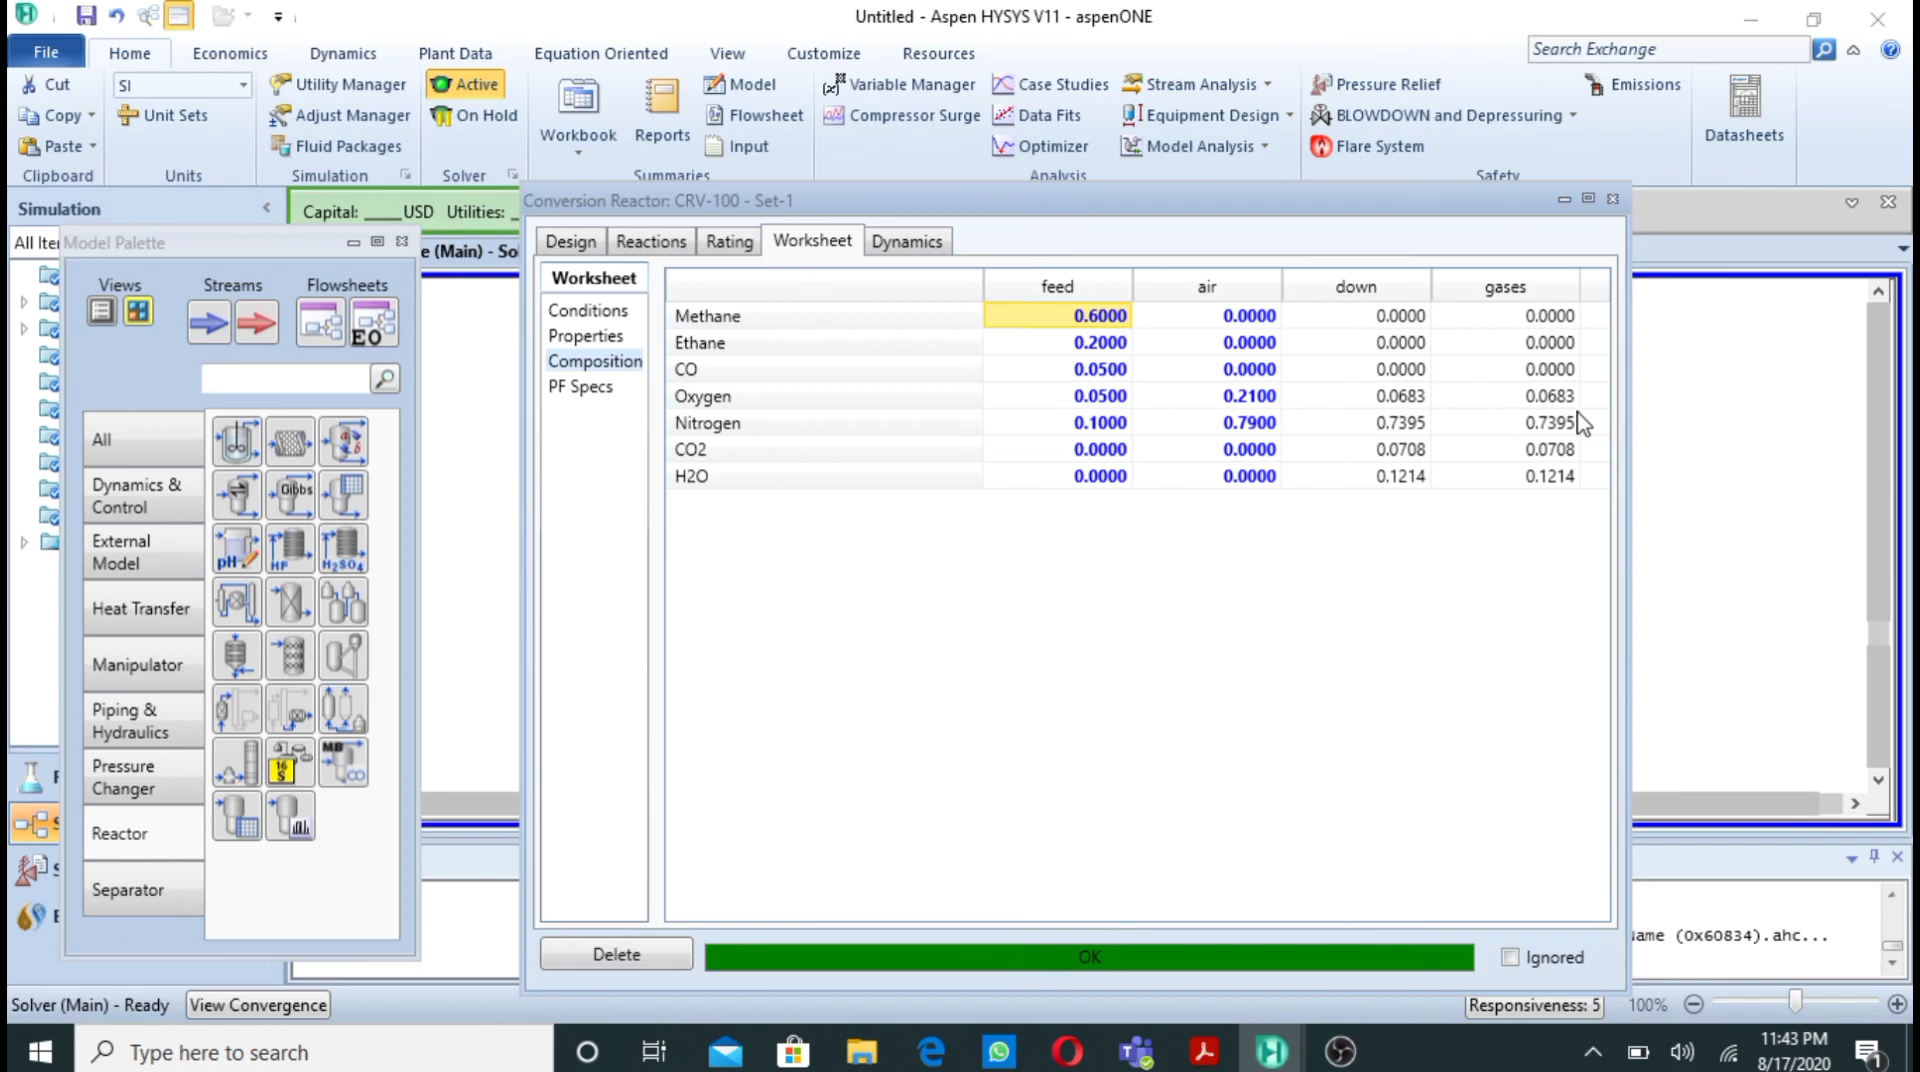 Untitled - Aspen HYSYS V11 - aspenONE
File Home Economics Dynamics Plant Data Equation Oriented View Customize Resources Search Exchange
Cut SI Utility Manager Active Model Variable Manager Case Studies Stream Analysis Pressure Relief Emissions
Copy Unit Sets Adjust Manager On Hold Workbook Reports Flowsheet Compressor Surge Data Fits Equipment Design BLOWDOWN and Depressuring Datasheets
Paste Fluid Packages Input Optimizer Model Analysis Flare System
Clipboard Units Simulation Solver Summaries Analysis Safety
Simulation Capital: USD Utilities: Conversion Reactor: CRV-100 - Set-1
All Ite Model Palette e (Main) - So Design Reactions Rating Worksheet Dynamics
Views Streams Flowsheets
EO
Worksheet feed air down gases
Conditions
Properties
Composition
PF Specs
Methane 0.6000 0.0000 0.0000 0.0000
Ethane 0.2000 0.0000 0.0000 0.0000
CO 0.0500 0.0000 0.0000 0.0000
Oxygen 0.0500 0.2100 0.0683 0.0683
Nitrogen 0.1000 0.7900 0.7395 0.7395
CO2 0.0000 0.0000 0.0708 0.0708
H2O 0.0000 0.0000 0.1214 0.1214
All
Dynamics &
Control
External
Model
Heat Transfer
Manipulator
Piping &
Hydraulics
Pressure
Changer
Reactor
Separator
Gibbs
pH HF H2SO4
16
S
MB
Delete OK Ignored
Name (0x60834).ahc...
Solver (Main) - Ready View Convergence Responsiveness: 5 100%
Type here to search 11:43 PM
8/17/2020
1